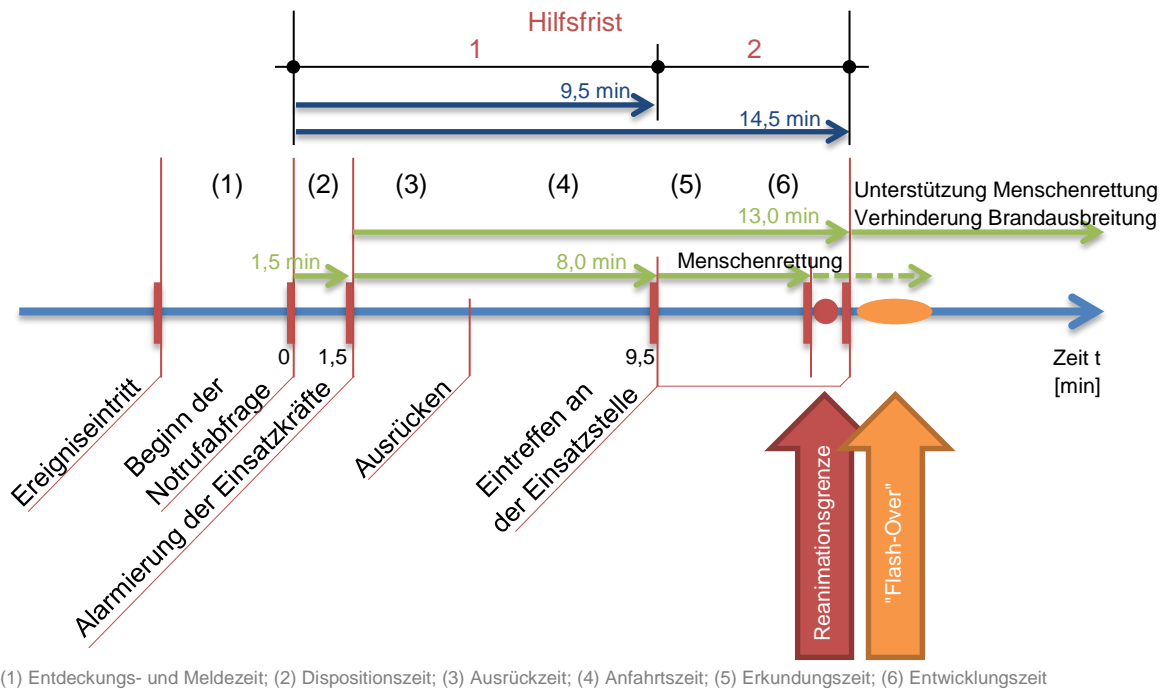 Hilfsfrist
1
2
9,5 min
14,5 min
(1)
(2)
(3)
(4)
(5)
(6)
Unterstützung Menschenrettung
Verhinderung Brandausbreitung
13,0 min
1,5 min
8,0 min
Menschenrettung
0
1,5
9,5
Zeit t
[min]
Ereigniseintritt
Beginn der
Notrufabfrage
Alarmierung der Einsatzkräfte
Ausrücken
Eintreffen an
der Einsatzstelle
Reanimationsgrenze
"Flash-Over"
(1) Entdeckungs- und Meldezeit; (2) Dispositionszeit; (3) Ausrückzeit; (4) Anfahrtszeit; (5) Erkundungszeit; (6) Entwicklungszeit